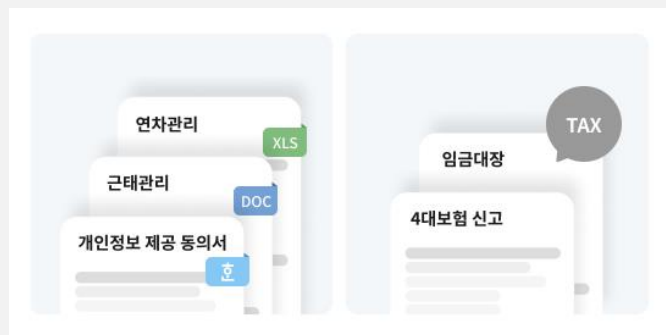 연차관리
XLS
근태관리
DOC
개인정보 제공 동의서
호
TAX
임금대장
4대보험 신고